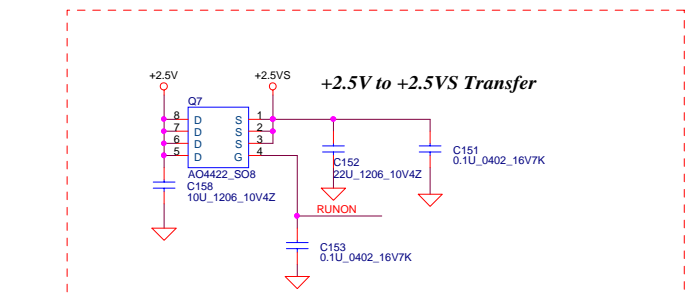 +2.5V
+2.5VS
+2.5V to +2.5VS Transfer
Q7
8 D S 1
7 D S 2
6 D S 3
5 D G 4
AO4422_SO8
C158
10U_1206_10V4Z
C152
22U_1206_10V4Z
C151
0.1U_0402_16V7K
RUNON
C153
0.1U_0402_16V7K